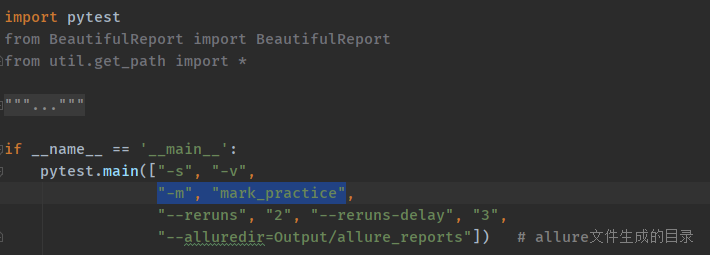 import pytest
from BeautifulReport import BeautifulReport
from util.get_path import *
"""..."""
if __name__ == '__main__':
pytest.main(["-s", "-v",
"-m", "mark_practice",
"--reruns", "2", "--reruns-delay", "3",
"--alluredir=Output/allure_reports"]) # allure文件生成的目录